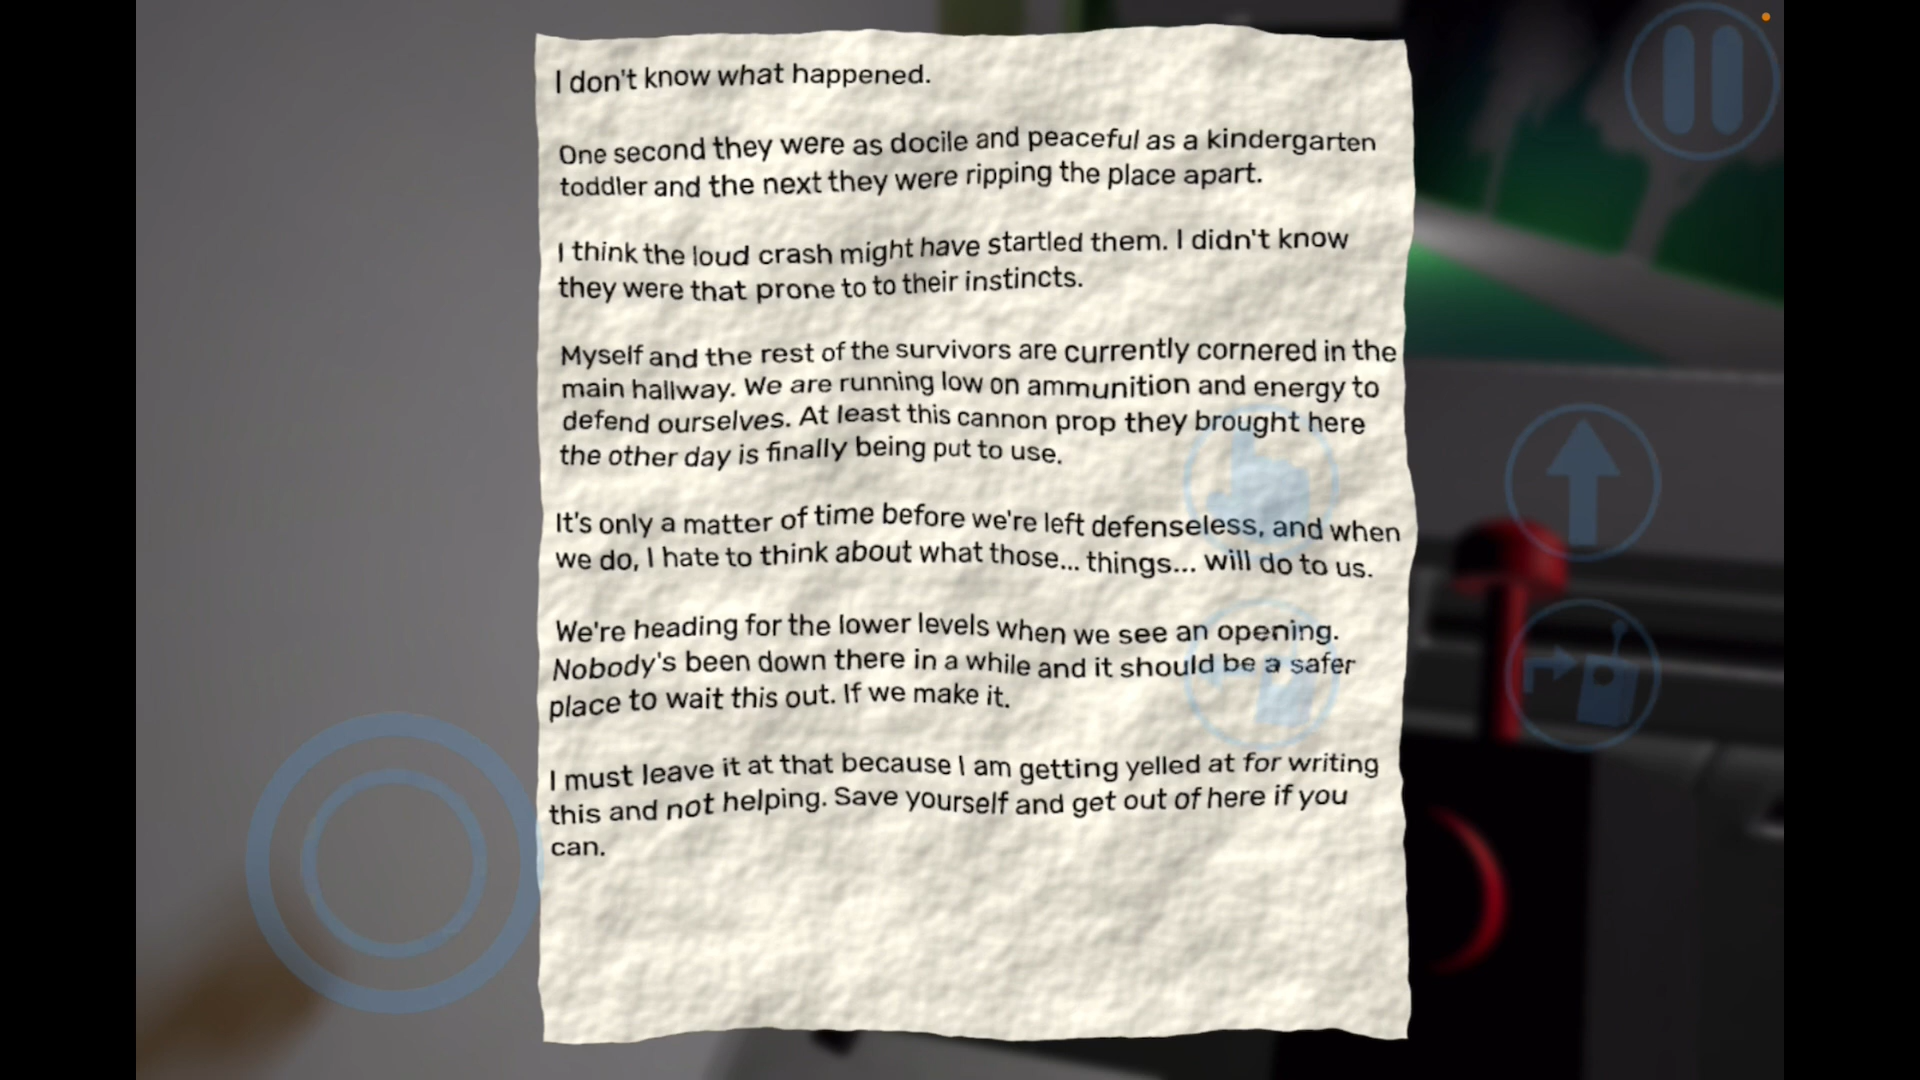 I don't know what happened.
One second they were as docile and peaceful as a kindergarten
toddler and the next they were ripping the place apart.
I think the loud crash might have startled them. I didn't know
they were that prone to to their instincts.
Myself and the rest of the survivors are currently cornered in the
main hallway. We are running low on ammunition and energy to
defend ourselves. At least this cannon prop they brought here
the other day is finally being put to use.
It's only a matter of time before we're left defenseless, and when
we do, I hate to think about what those... things... will do to us.
We're heading for the lower levels when we see an opening.
Nobody's been down there in a while and it should be a safer
place to wait this out. If we make it.
I must leave it at that because I am getting yelled at for writing
this and not helping. Save yourself and get out of here if you
can.